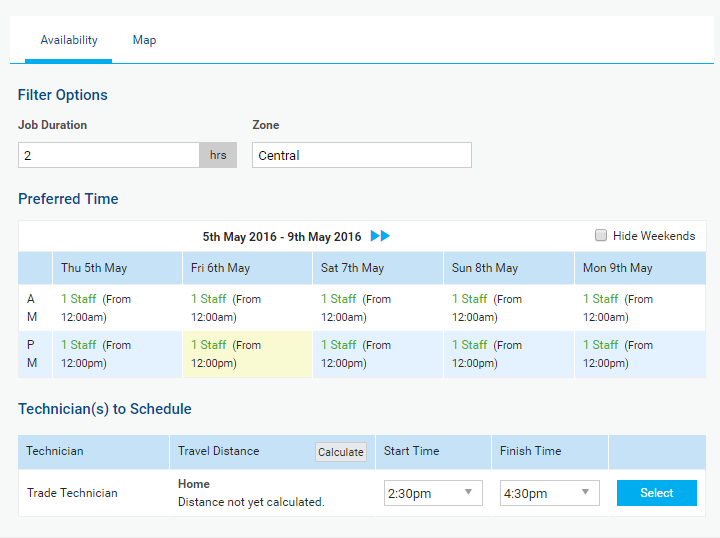 Availability Map
Filter Options
Job Duration Zone
2 hrs Central
Preferred Time
5th May 2016 - 9th May 2016 Hide Weekends
Thu 5th May Fri 6th May Sat 7th May Sun 8th May Mon 9th May
A 1 Staff (From 1 Staff (From 1 Staff (From 1 Staff (From 1 Staff (From
M 12:00am) 12:00am) 12:00am) 12:00am) 12:00am)
P 1 Staff (From 1 Staff (From 1 Staff (From 1 Staff (From 1 Staff (From
M 12:00pm) 12:00pm) 12:00pm) 12:00pm) 12:00pm)
Technician(s) to Schedule
Technician Travel Distance Calculate Start Time Finish Time
Home
Trade Technician 2:30pm 4:30pm Select
Distance not yet calculated.